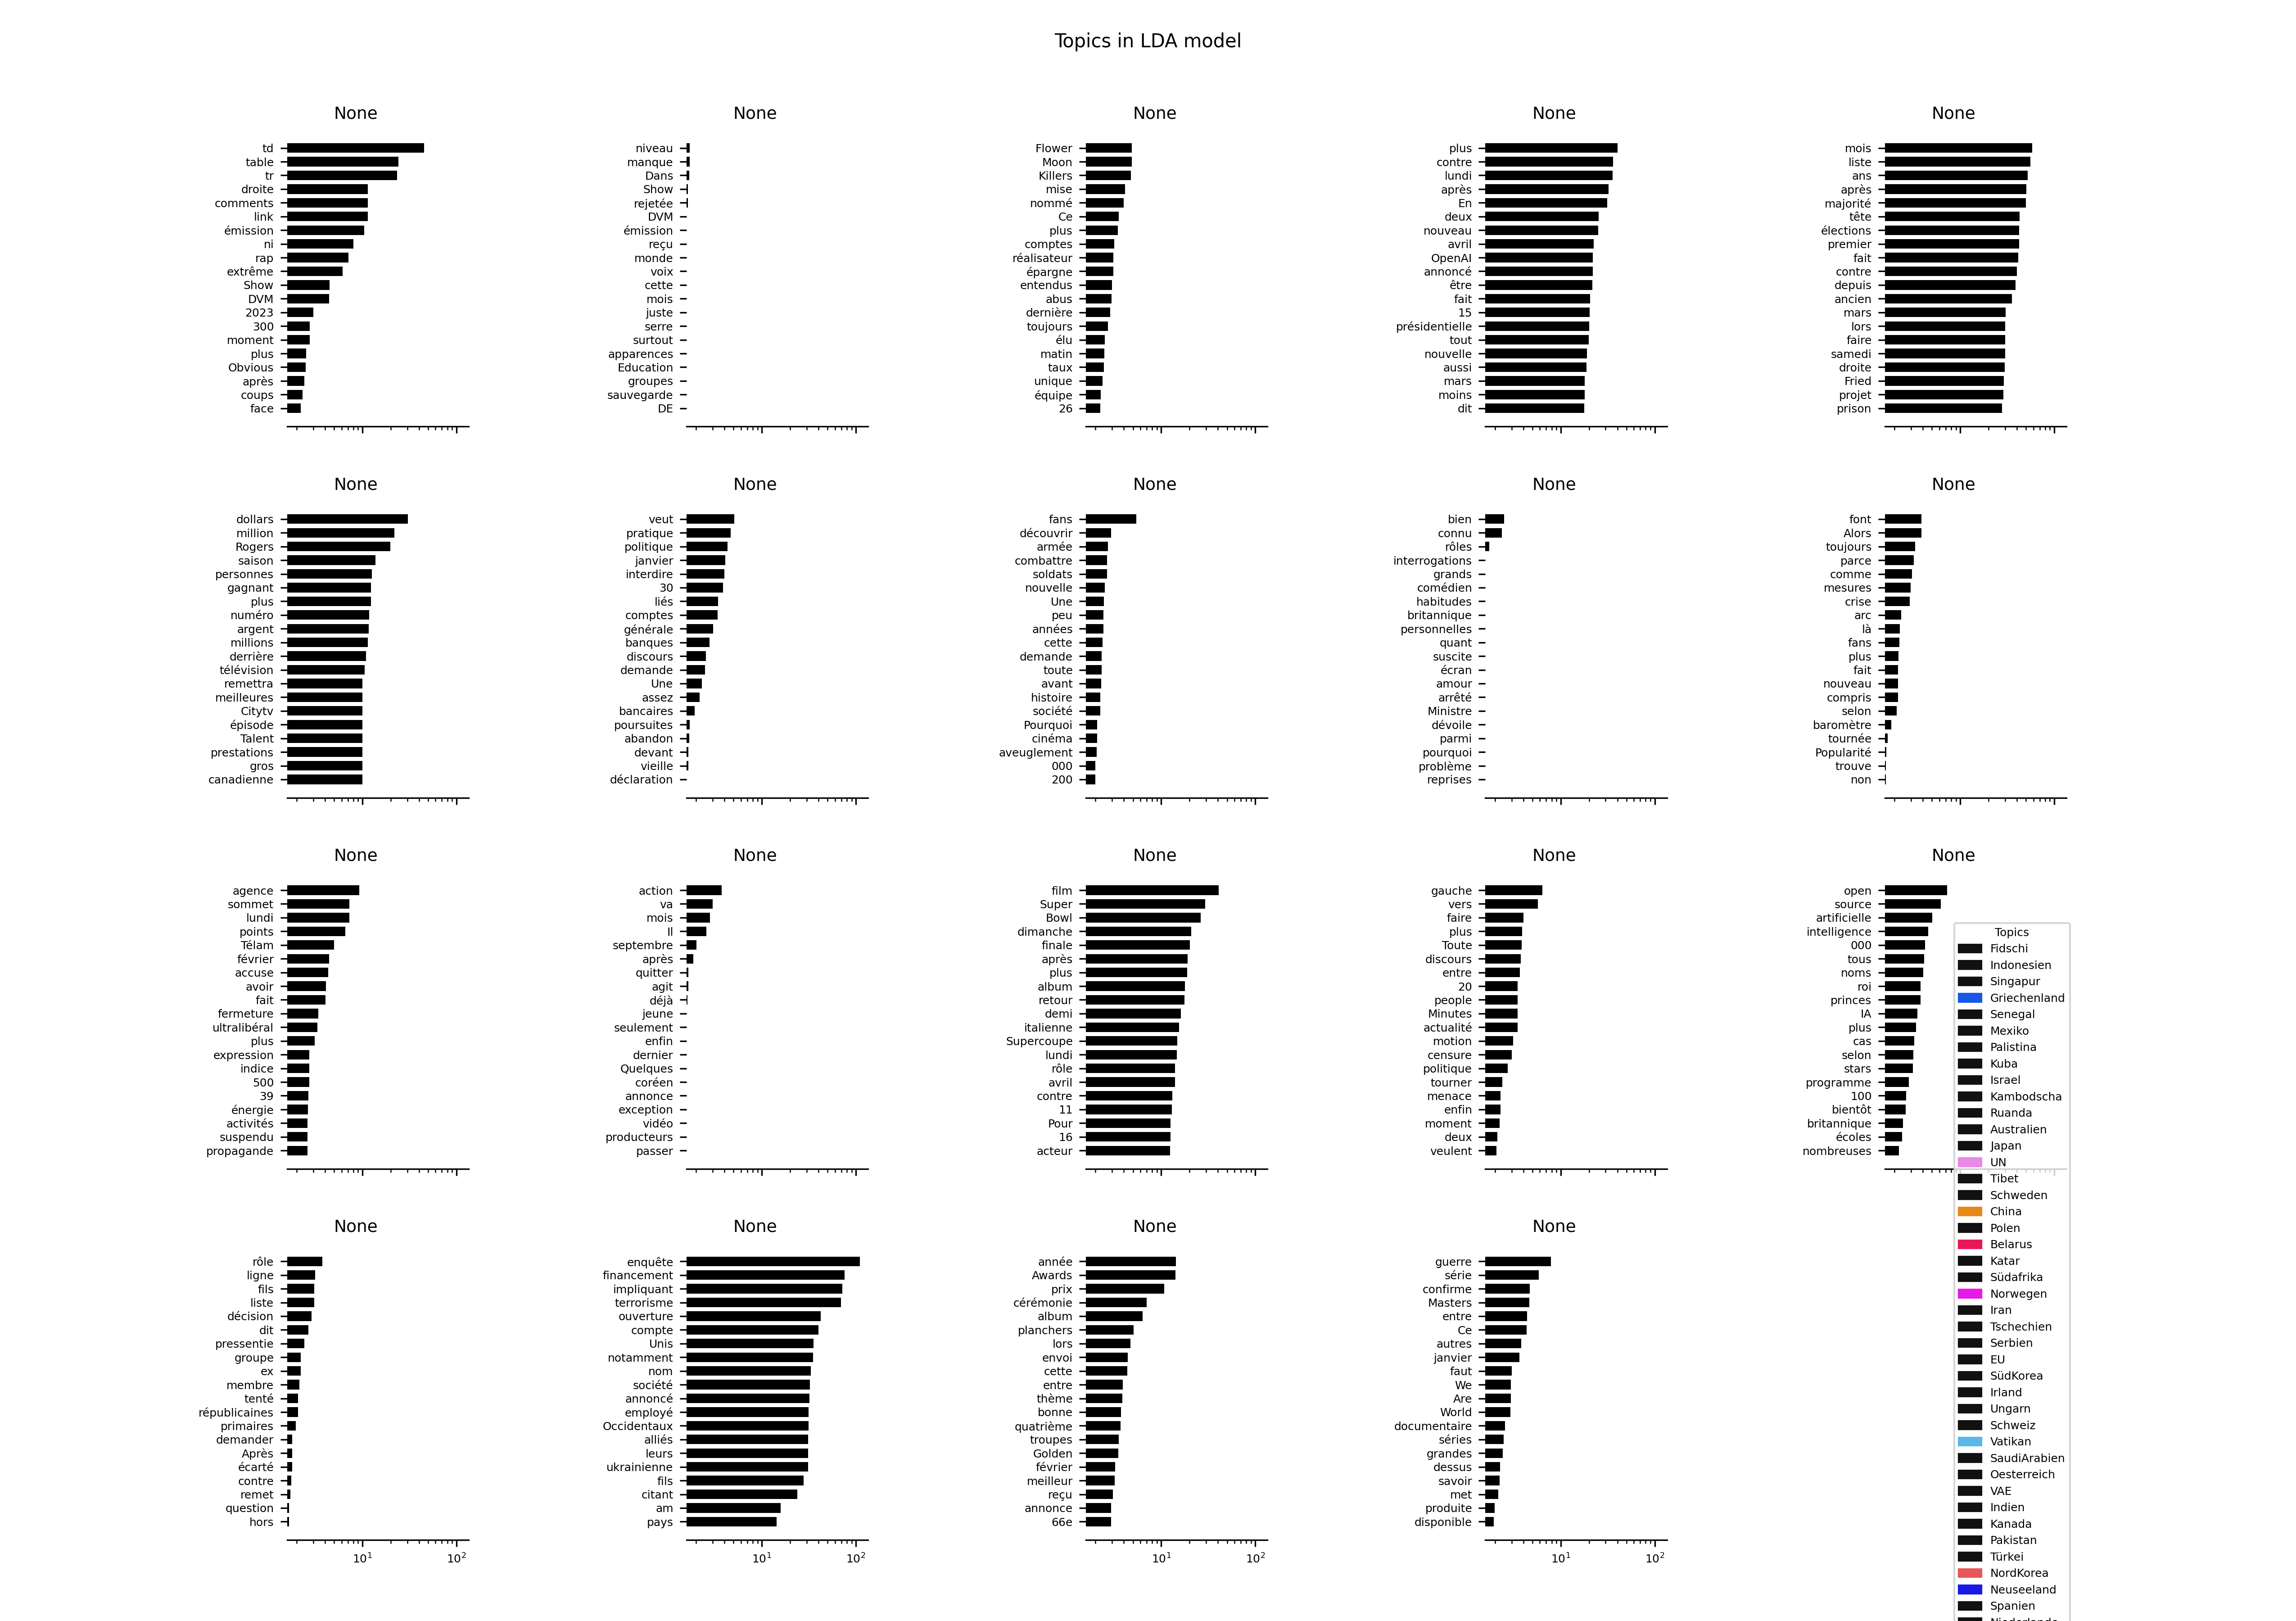 Topics in LDA model
None
td
table
tr
droite
comments
link
émission
ni
rap
extrême
Show
DVM
2023
300
moment
plus
Obvious
après
coups
face
None
niveau
manque
Dans
Show
rejetée
DVM
émission
reçu
monde
voix
cette
mois
juste
serre
surtout
apparences
Education
groupes
sauvegarde
DE
None
Flower
Moon
Killers
mise
nommé
Ce
plus
comptes
réalisateur
épargne
entendus
abus
dernière
toujours
élu
matin
taux
unique
équipe
26
None
plus
contre
lundi
après
En
deux
nouveau
avril
OpenAI
annoncé
être
fait
15
présidentielle
tout
nouvelle
aussi
mars
moins
dit
None
mois
liste
ans
après
majorité
tête
élections
premier
fait
contre
depuis
ancien
mars
lors
faire
samedi
droite
Fried
projet
prison
None
dollars
million
Rogers
saison
personnes
gagnant
plus
numéro
argent
millions
derrière
télévision
remettra
meilleures
Citytv
épisode
Talent
prestations
gros
canadienne
None
veut
pratique
politique
janvier
interdire
30
liés
comptes
générale
banques
discours
demande
Une
assez
bancaires
poursuites
abandon
devant
vieille
déclaration
None
fans
découvrir
armée
combattre
soldats
nouvelle
Une
peu
années
cette
demande
toute
avant
histoire
société
Pourquoi
cinéma
aveuglement
000
200
None
bien
connu
rôles
interrogations
grands
comédien
habitudes
britannique
personnelles
quant
suscite
écran
amour
arrêté
Ministre
dévoile
parmi
pourquoi
problème
reprises
None
font
Alors
toujours
parce
comme
mesures
crise
arc
là
fans
plus
fait
nouveau
compris
selon
baromètre
tournée
Popularité
trouve
non
None
agence
sommet
lundi
points
Télam
février
accuse
avoir
fait
fermeture
ultralibéral
plus
expression
indice
500
39
énergie
activités
suspendu
propagande
None
action
va
mois
Il
septembre
après
quitter
agit
déjà
jeune
seulement
enfin
dernier
Quelques
coréen
annonce
exception
vidéo
producteurs
passer
None
film
Super
Bowl
dimanche
finale
après
plus
album
retour
demi
italienne
Supercoupe
lundi
rôle
avril
contre
11
Pour
16
acteur
None
gauche
vers
faire
plus
Toute
discours
entre
20
people
Minutes
actualité
motion
censure
politique
tourner
menace
enfin
moment
deux
veulent
None
open
source
artificielle
intelligence
000
tous
noms
roi
princes
IA
plus
cas
selon
stars
programme
100
bientôt
britannique
écoles
nombreuses
None
rôle
ligne
fils
liste
décision
dit
pressentie
groupe
ex
membre
tenté
républicaines
primaires
demander
Après
écarté
contre
remet
question
hors
10¹ 10²
None
enquête
financement
impliquant
terrorisme
ouverture
compte
Unis
notamment
nom
société
annoncé
employé
Occidentaux
alliés
leurs
ukrainienne
fils
citant
am
pays
10¹ 10²
None
année
Awards
prix
cérémonie
album
planchers
lors
envoi
cette
entre
thème
bonne
quatrième
troupes
Golden
février
meilleur
reçu
annonce
66e
10¹ 10²
None
guerre
série
confirme
Masters
entre
Ce
autres
janvier
faut
We
Are
World
documentaire
séries
grandes
dessus
savoir
met
produite
disponible
10¹ 10²
Topics
Fidschi
Indonesien
Singapur
Griechenland
Senegal
Mexiko
Palistina
Kuba
Israel
Kambodscha
Ruanda
Australien
Japan
UN
Tibet
Schweden
China
Polen
Belarus
Katar
Südafrika
Norwegen
Iran
Tschechien
Serbien
EU
SüdKorea
Irland
Ungarn
Schweiz
Vatikan
SaudiArabien
Oesterreich
VAE
Indien
Kanada
Pakistan
Türkei
NordKorea
Neuseeland
Spanien